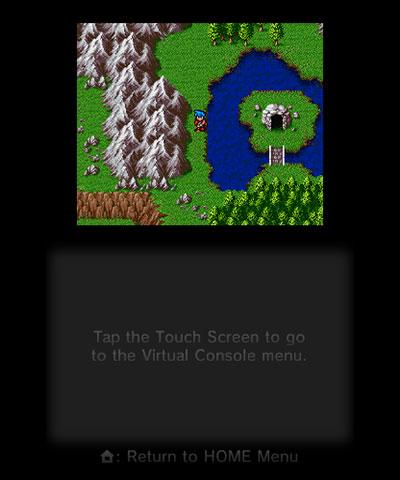 Tap the Touch Screen to go
to the Virtual Console menu.
: Return to HOME Menu